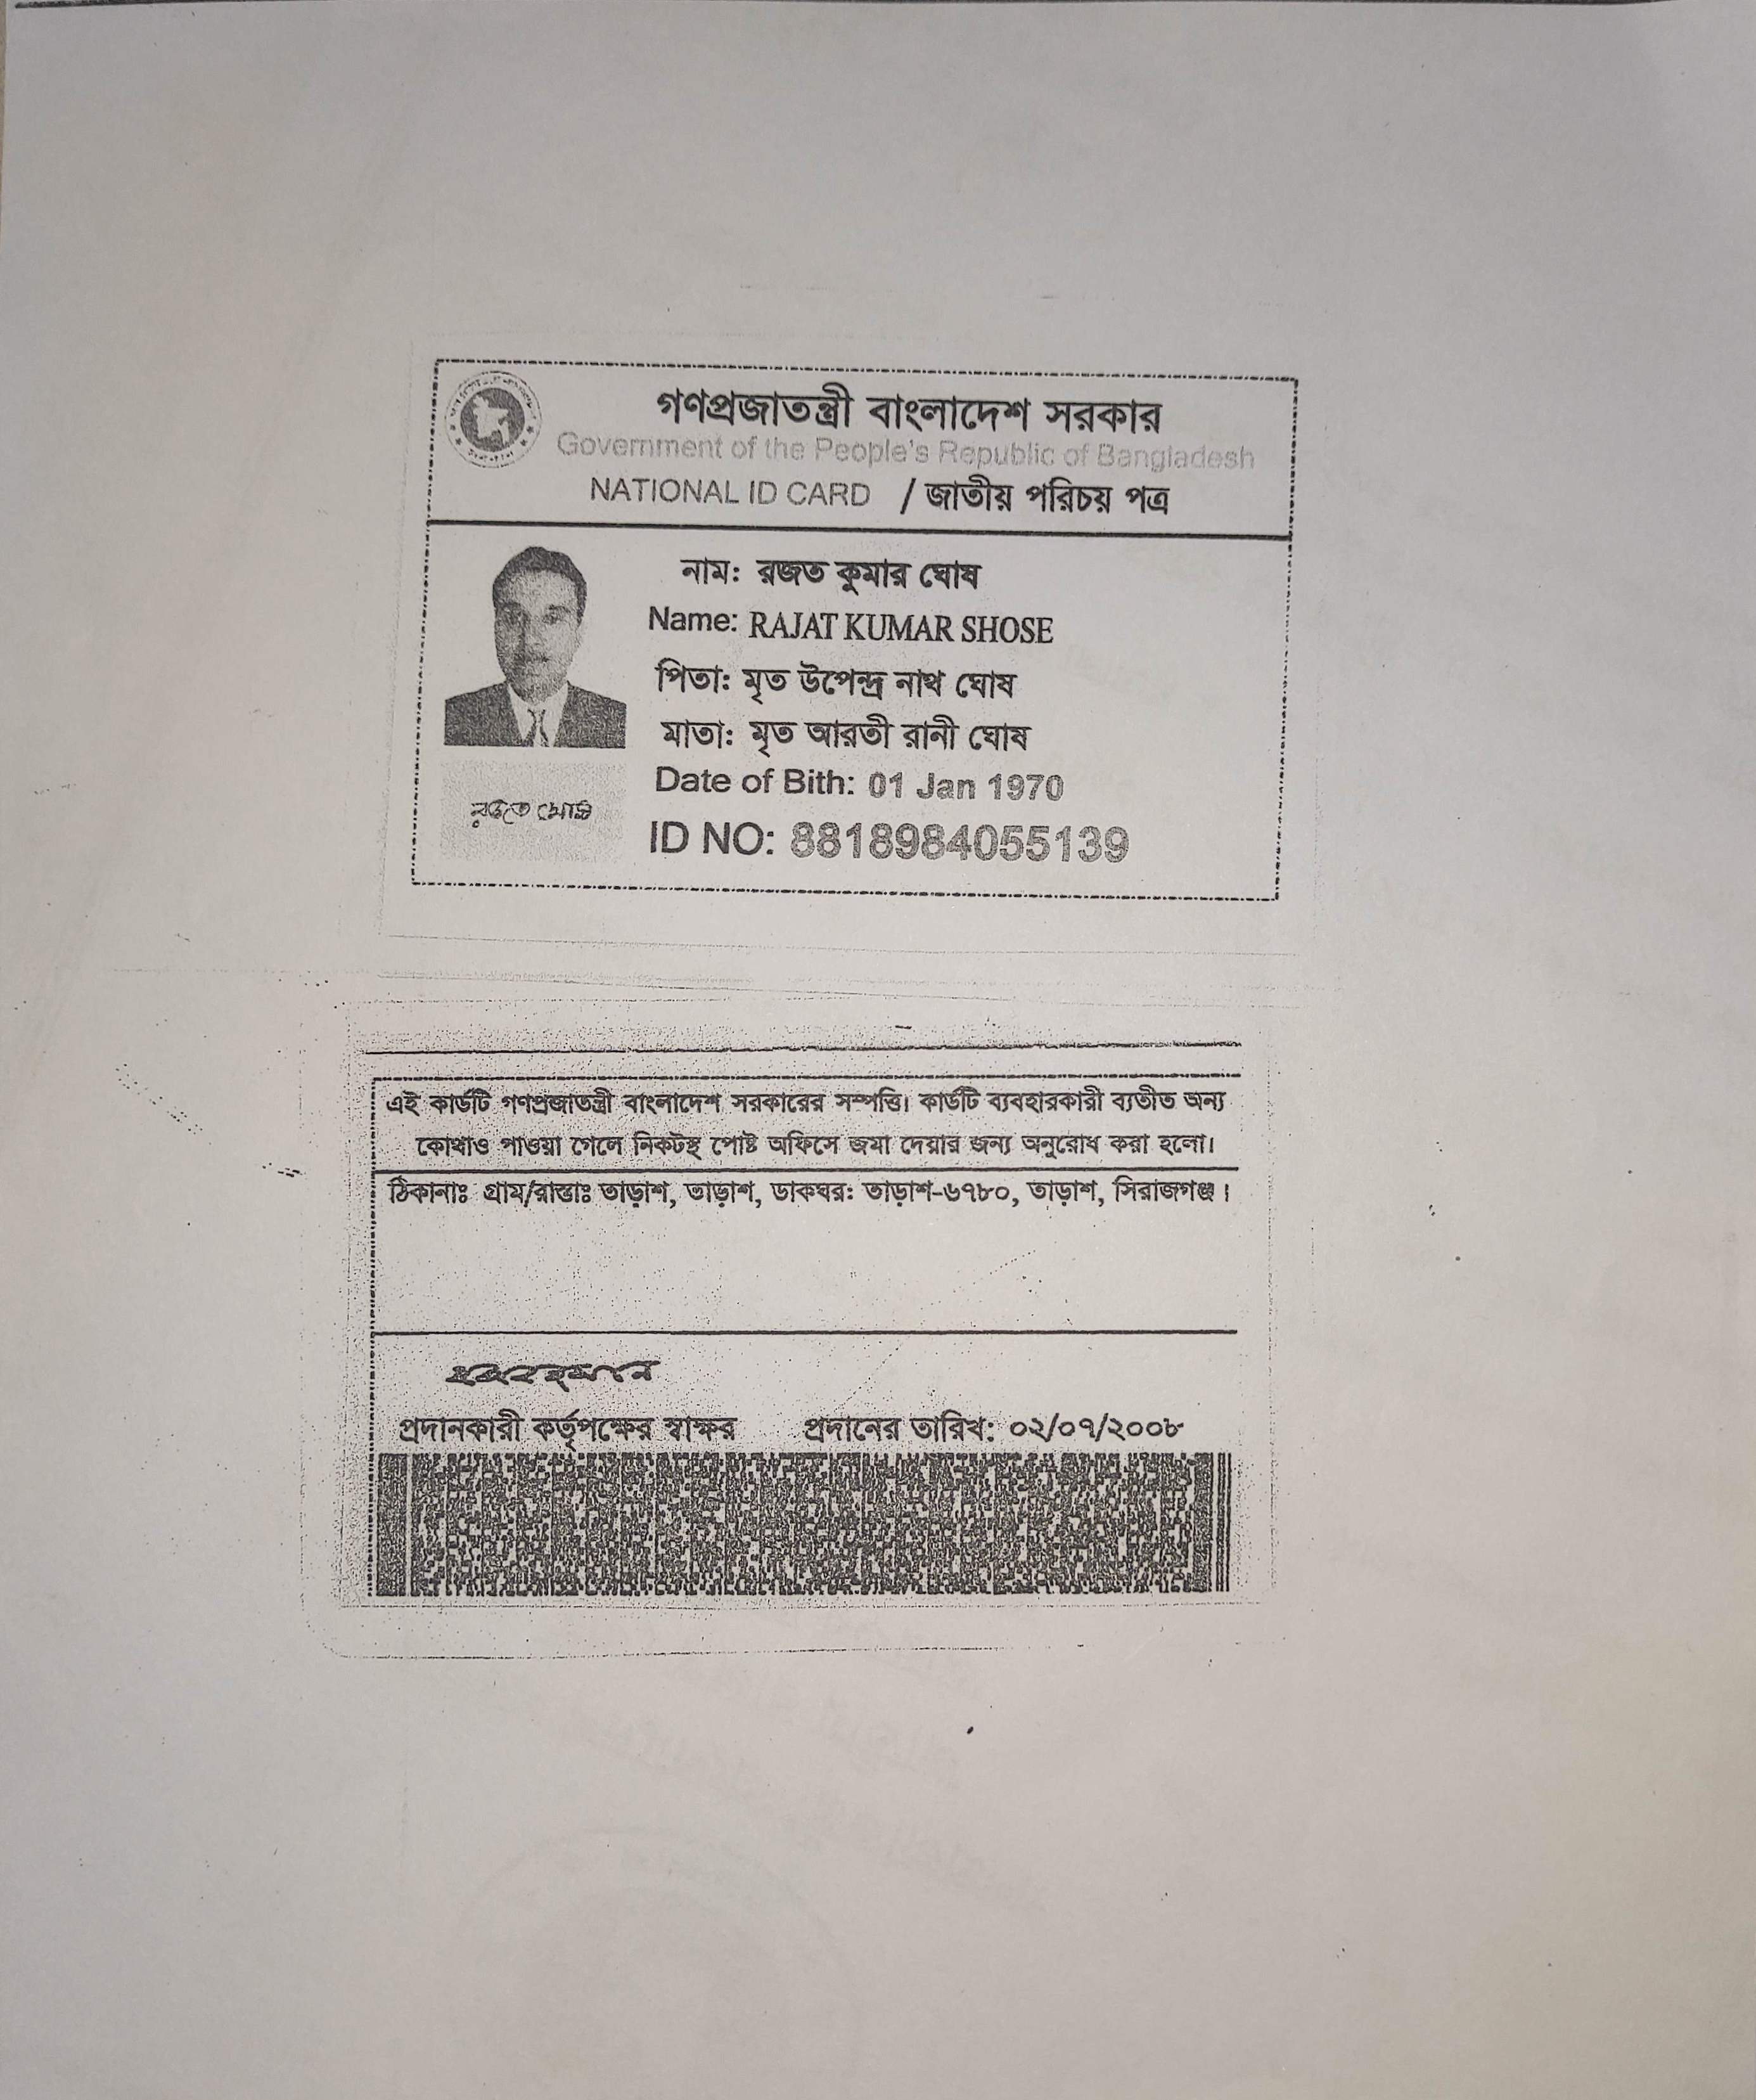 গণপ্রজাতন্ত্রী বাংলাদেশ সরকার
Government of the People's Republic of Bangladesh
NATIONAL ID CARD / জাতীয় পরিচয় পত্র
নাম: রজত কুমার ঘোষ
Name: RAJAT KUMAR SHOSE
পিতা: মৃত উপেন্দ্র নাথ ঘোষ
মাতা: মৃত আরতী রানী ঘোষ
Date of Bith: 01 Jan 1970
রজত ঘোষ
ID NO: 8818984055139
এই কার্ডটি গণপ্রজাতন্ত্রী বাংলাদেশ সরকারের সম্পত্তি। কার্ডটি ব্যবহারকারী ব্যতীত অন্য
কোথাও পাওয়া গেলে নিকটস্থ পোষ্ট অফিসে জমা দেয়ার জন্য অনুরোধ করা হলো।
ঠিকানাঃ গ্রাম/রাস্তাঃ তাড়াশ, তাড়াশ, ডাকঘর: তাড়াশ-৬৭৮০, তাড়াশ, সিরাজগঞ্জ।
প্রদানকারী কর্তৃপক্ষের স্বাক্ষর প্রদানের তারিখ: ০২/০৭/২০০৮